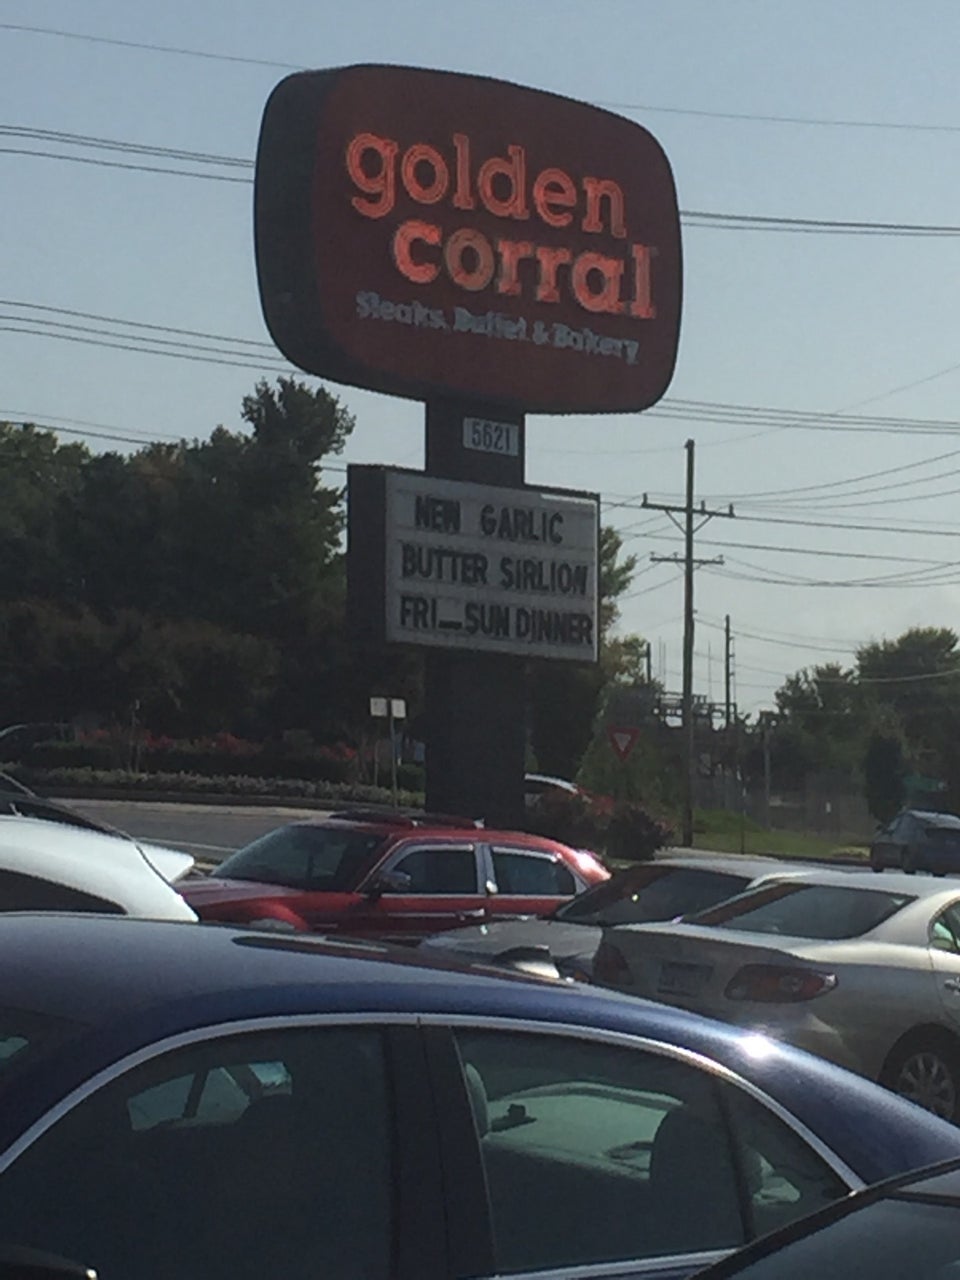 golden
corral
Steaks, Buffet & Bakery
5621
NEW GARLIC
BUTTER SIRLION
FRI_SUN DINNER